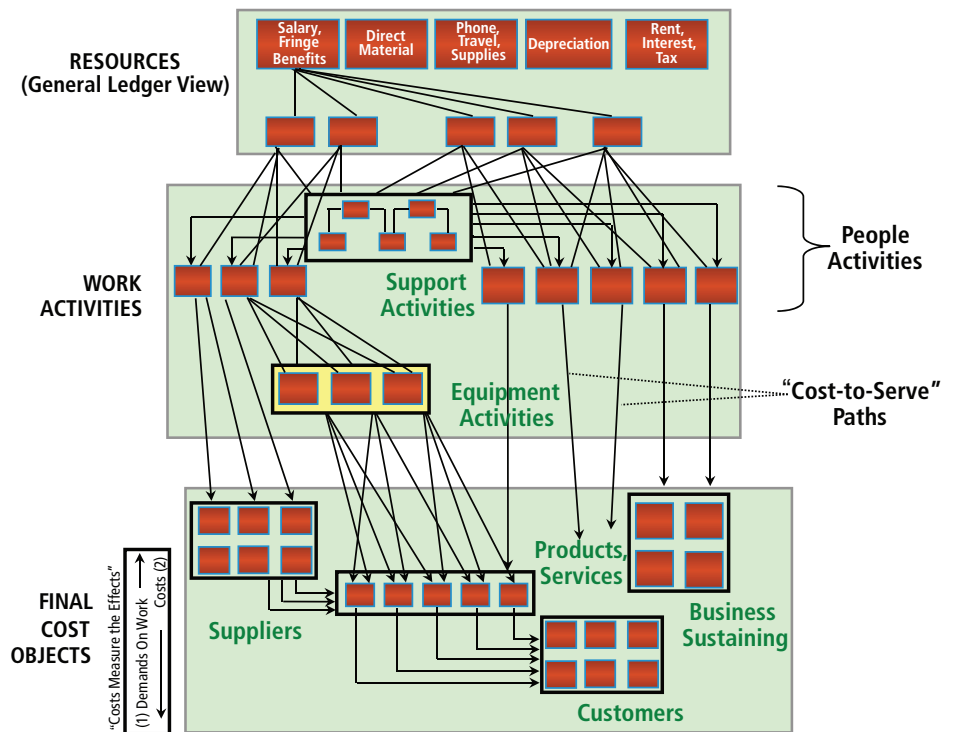 Salary,
Fringe
Benefits
Direct
Material
Phone,
Travel,
Supplies
Depreciation
Rent,
Interest,
Tax
RESOURCES
(General Ledger View)
People
Activities
WORK
ACTIVITIES
Support
Activities
Equipment
Activities
“Cost-to-Serve”
Paths
Products,
Services
Business
Sustaining
Suppliers
Customers
FINAL
COST
OBJECTS
“Costs Measure the Effects”
(1) Demands On Work
Costs (2)